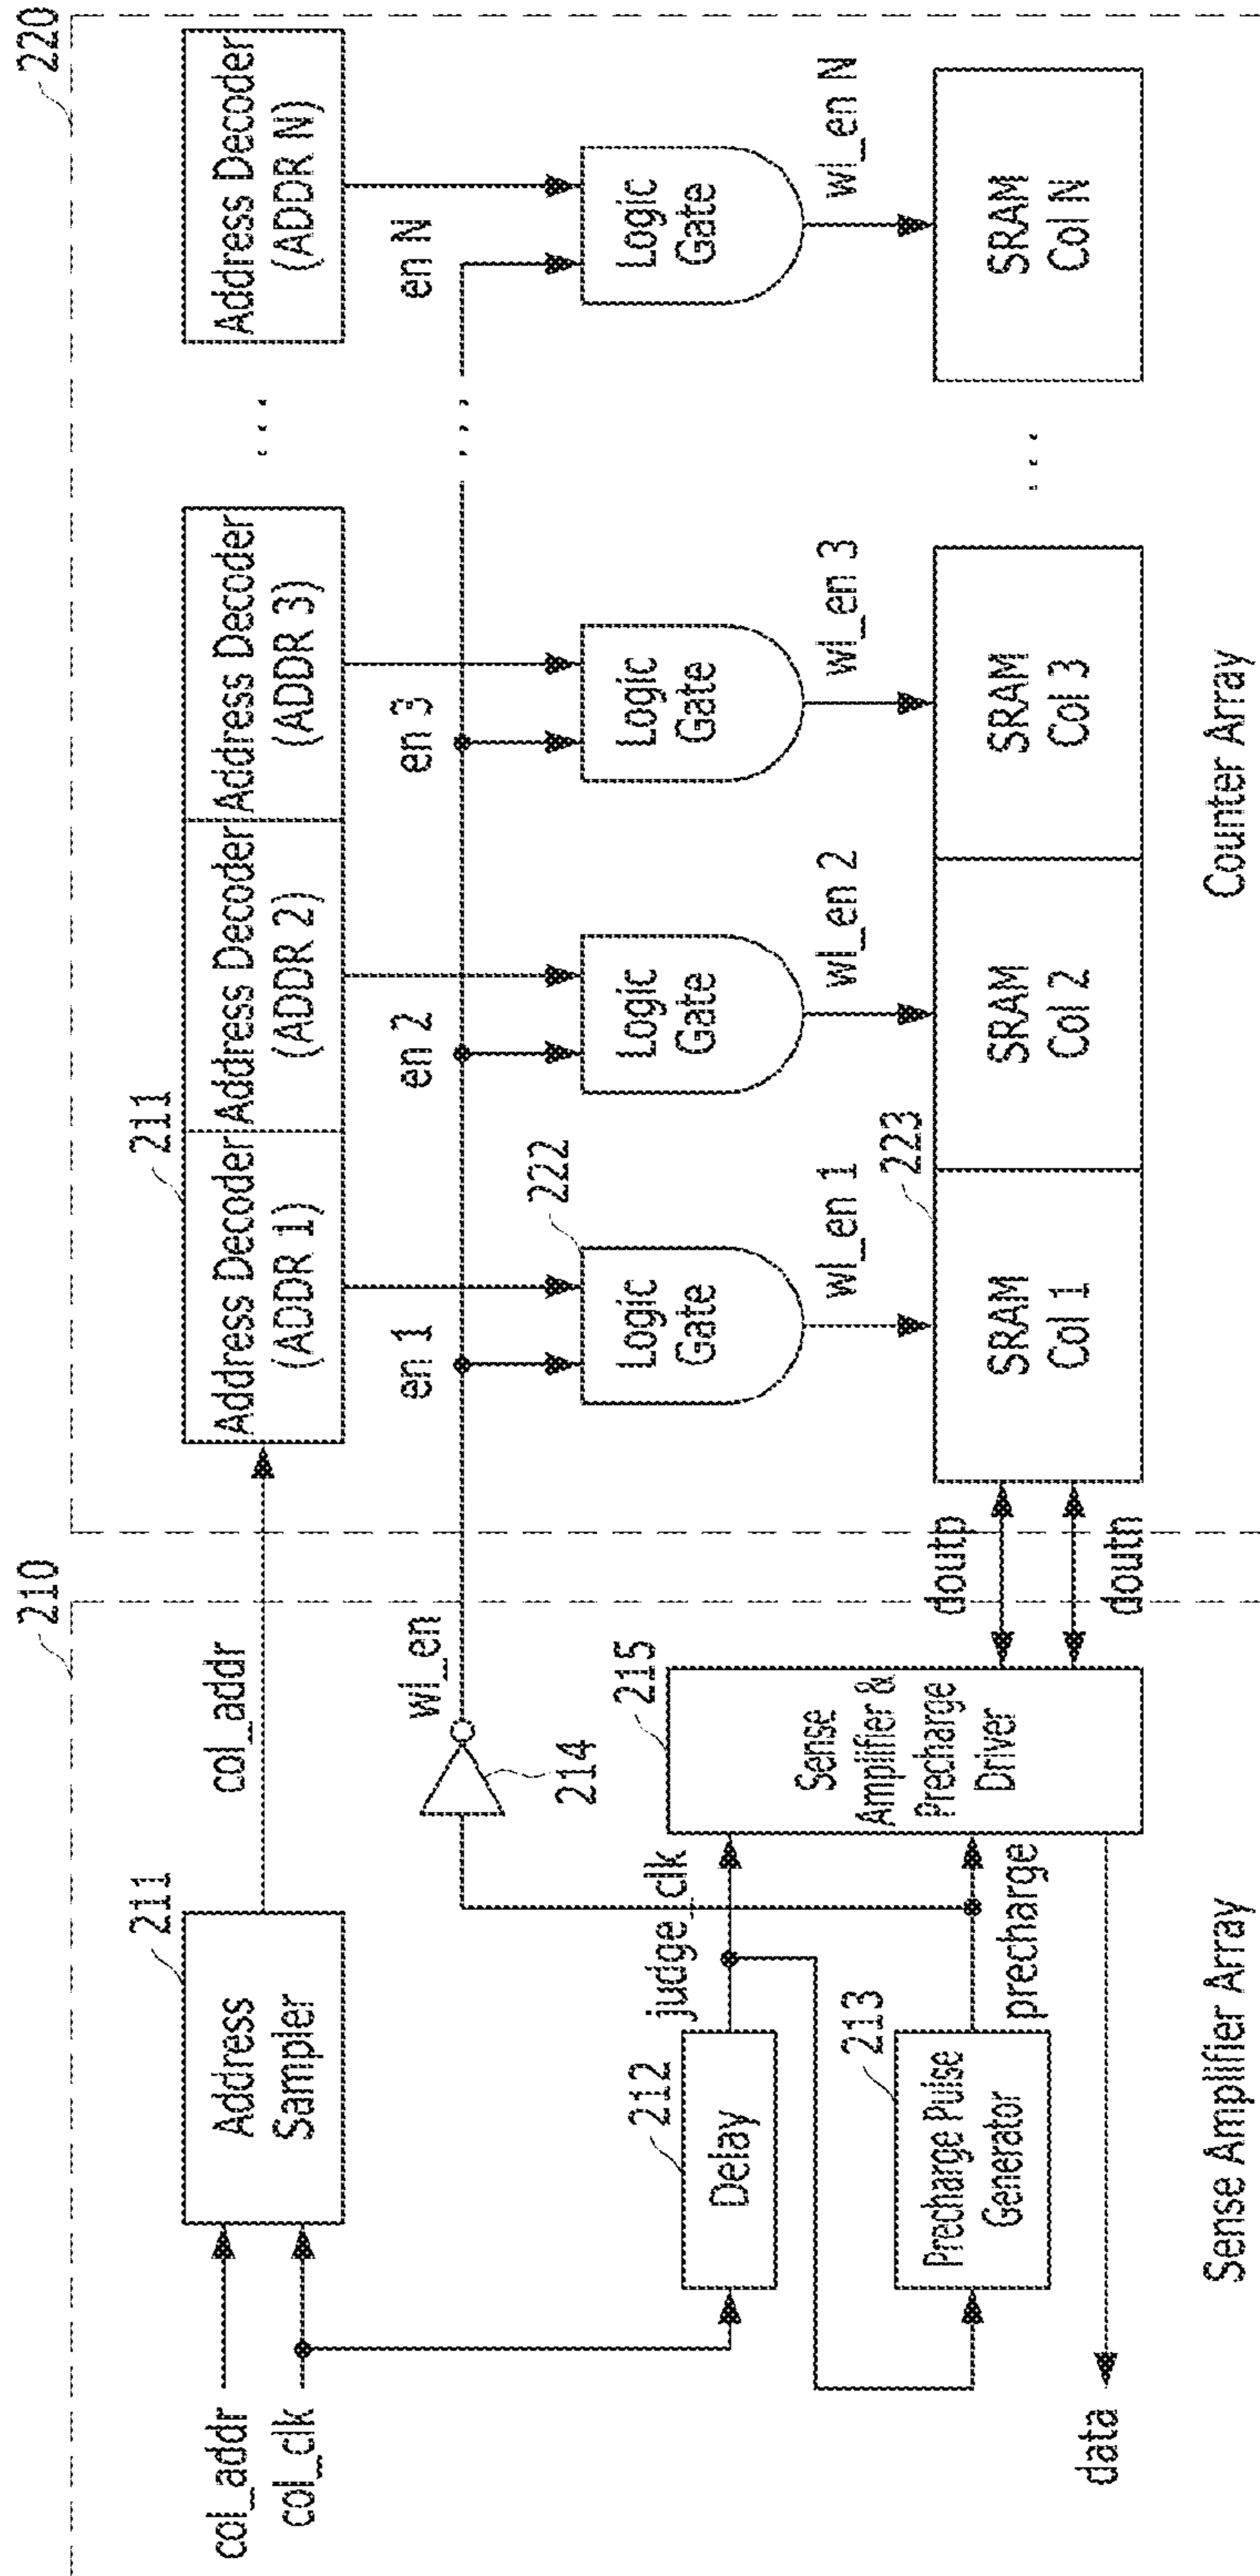 210
220
col_addr
col_clk
Address
Sampler
211
col_addr
211
Address Decoder
(ADDR 1)
Address Decoder
(ADDR 2)
Address Decoder
(ADDR 3)
. . .
Address Decoder
(ADDR N)
en 1
en 2
en 3
en N
wl_en
214
. . .
222
Logic
Gate
Logic
Gate
Logic
Gate
Logic
Gate
wl_en 1
wl_en 2
wl_en 3
wl_en N
212
Delay
judge_clk
213
Precharge Pulse
Generator
precharge
215
Sense
Amplifier &
Precharge
Driver
doutp
doutn
223
SRAM
Col 1
SRAM
Col 2
SRAM
Col 3
. . .
SRAM
Col N
data
Sense Amplifier Array
Counter Array